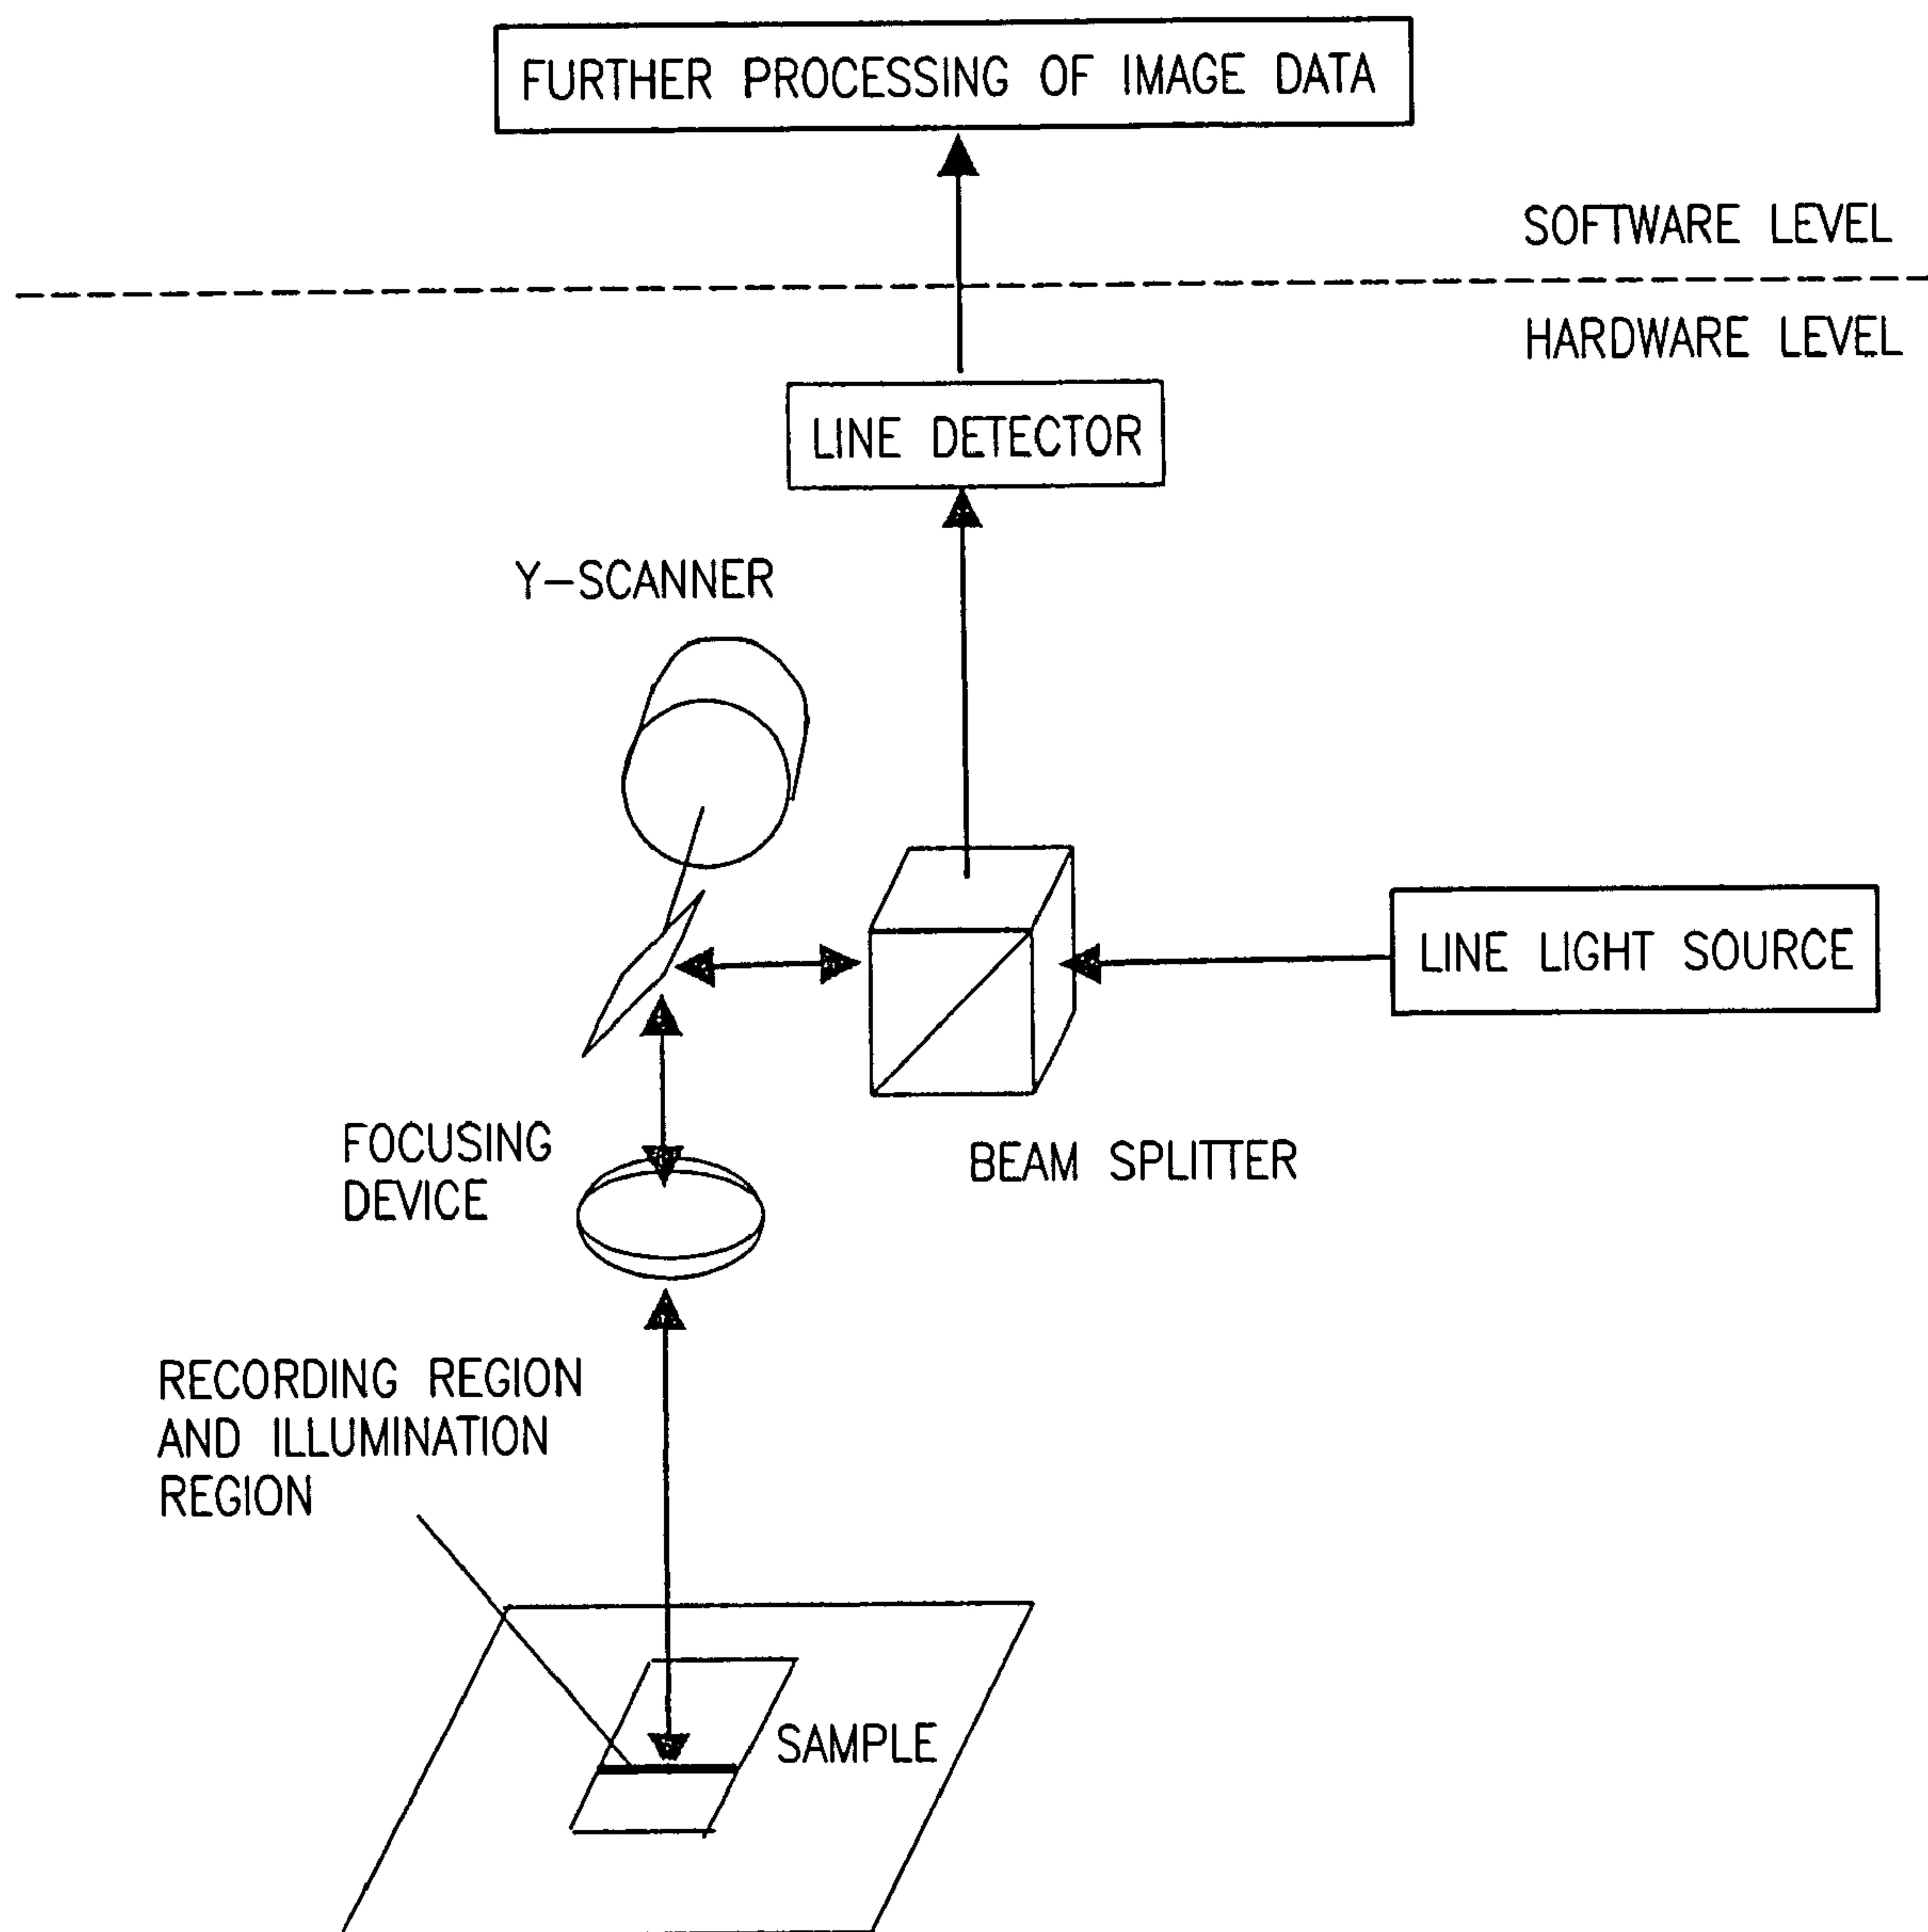 FURTHER PROCESSING OF IMAGE DATA
SOFTWARE LEVEL
HARDWARE LEVEL
LINE DETECTOR
Y-SCANNER
LINE LIGHT SOURCE
FOCUSING
DEVICE
BEAM SPLITTER
RECORDING REGION
AND ILLUMINATION
REGION
SAMPLE